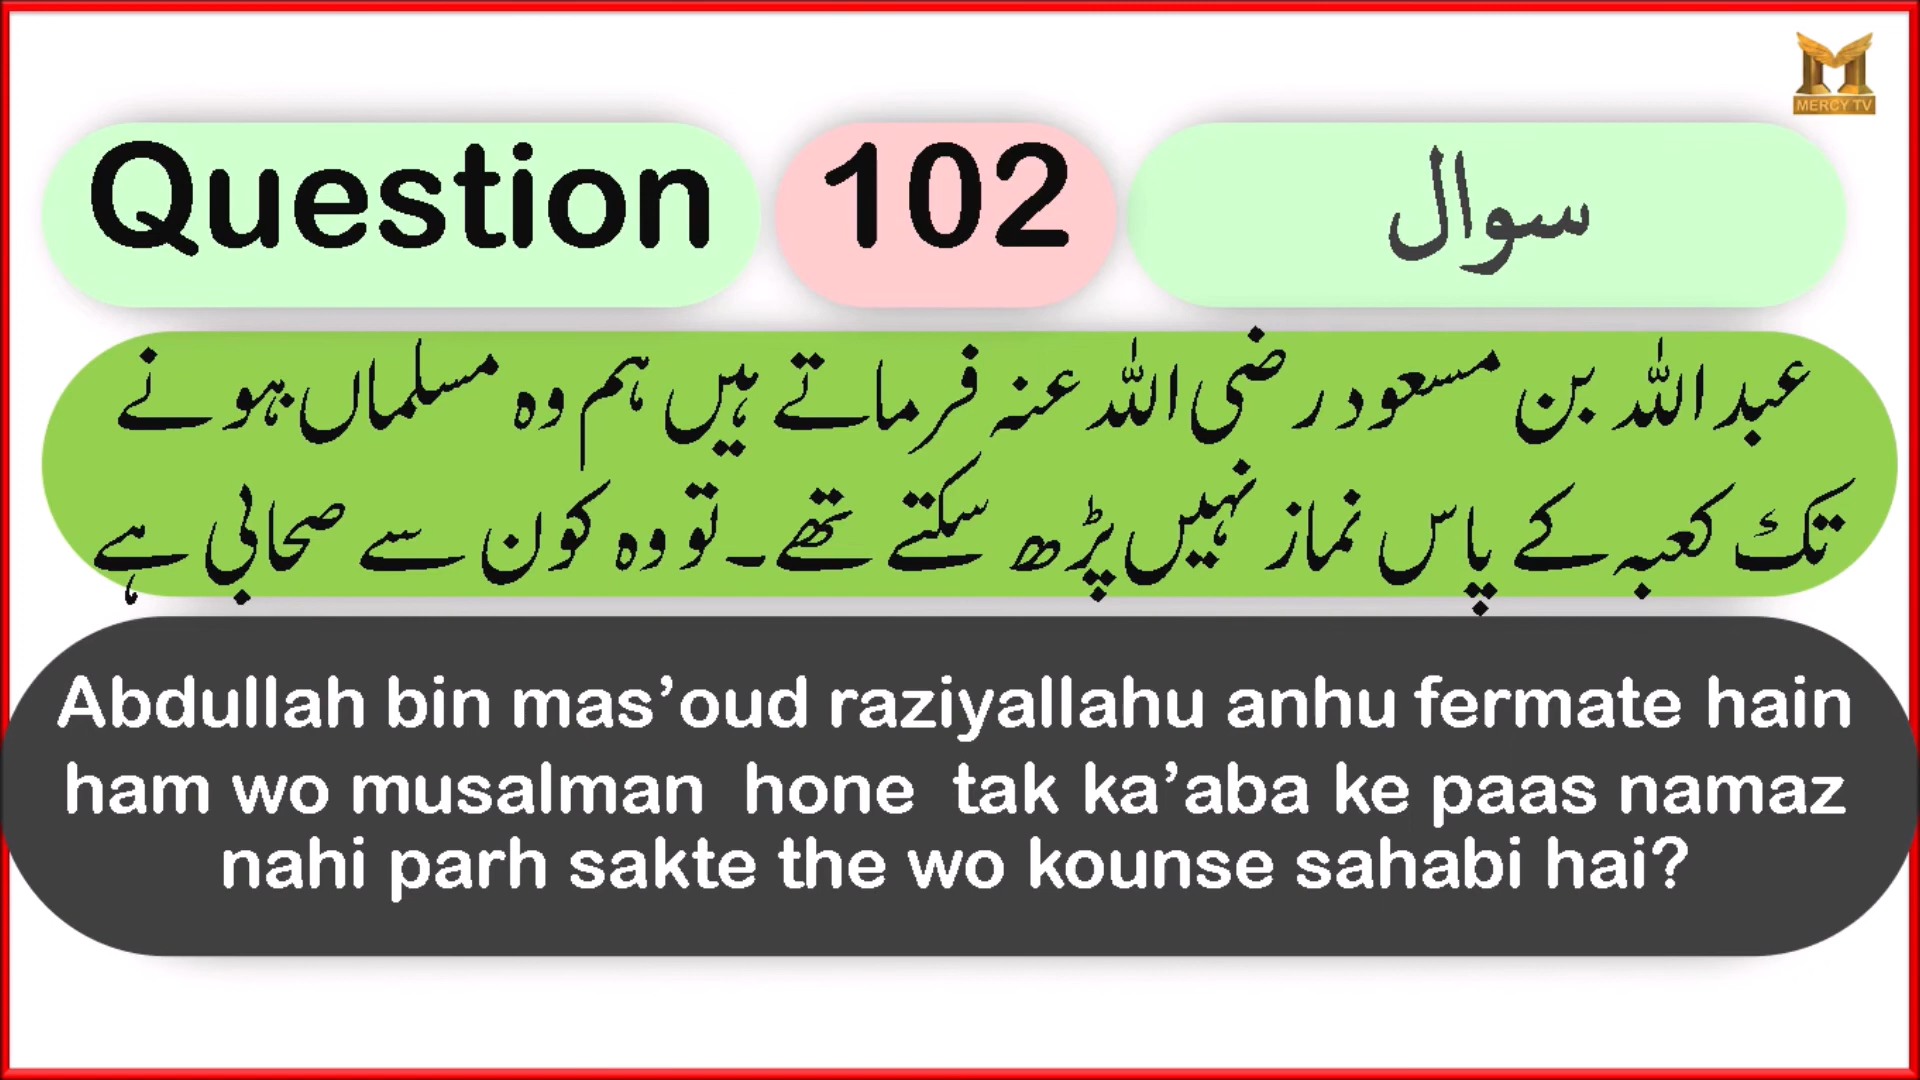 MERCY TV
Question 102 سوال
عبد اللہ بن مسعود رضی اللہ عنہ فرماتے ہیں ہم وہ مسلماں ہونے
تک کعبہ کے پاس نماز نہیں پڑھ سکتے تھے۔ تو وہ کون سے صحابی ہے
Abdullah bin mas’oud raziyallahu anhu fermate hain
ham wo musalman hone tak ka’aba ke paas namaz
nahi parh sakte the wo kounse sahabi hai?